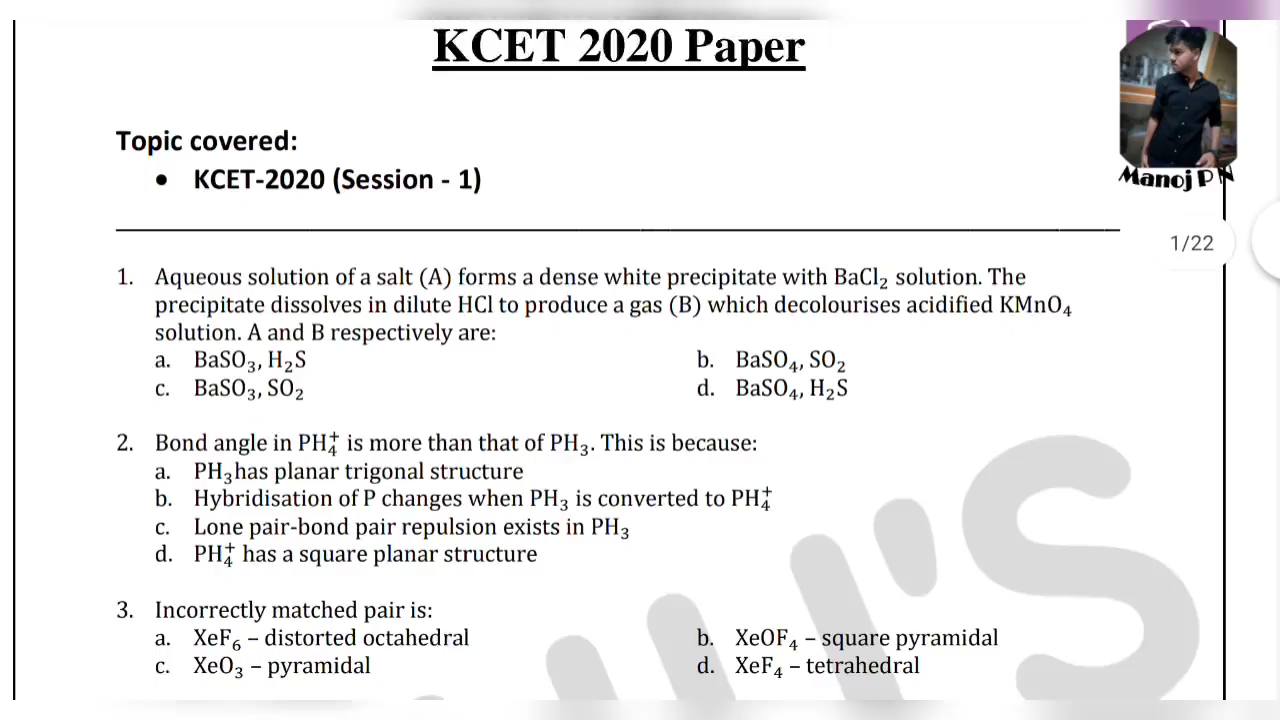 KCET 2020 Paper
Manoj P N
Topic covered:
• KCET-2020 (Session - 1)
1/22
1. Aqueous solution of a salt (A) forms a dense white precipitate with BaCl₂ solution. The
precipitate dissolves in dilute HCl to produce a gas (B) which decolourises acidified KMnO₄
solution. A and B respectively are:
a. BaSO₃, H₂S b. BaSO₄, SO₂
c. BaSO₃, SO₂ d. BaSO₄, H₂S
2. Bond angle in PH₄⁺ is more than that of PH₃. This is because:
a. PH₃has planar trigonal structure
b. Hybridisation of P changes when PH₃ is converted to PH₄⁺
c. Lone pair-bond pair repulsion exists in PH₃
d. PH₄⁺ has a square planar structure
3. Incorrectly matched pair is:
a. XeF₆ – distorted octahedral b. XeOF₄ – square pyramidal
c. XeO₃ – pyramidal d. XeF₄ – tetrahedral